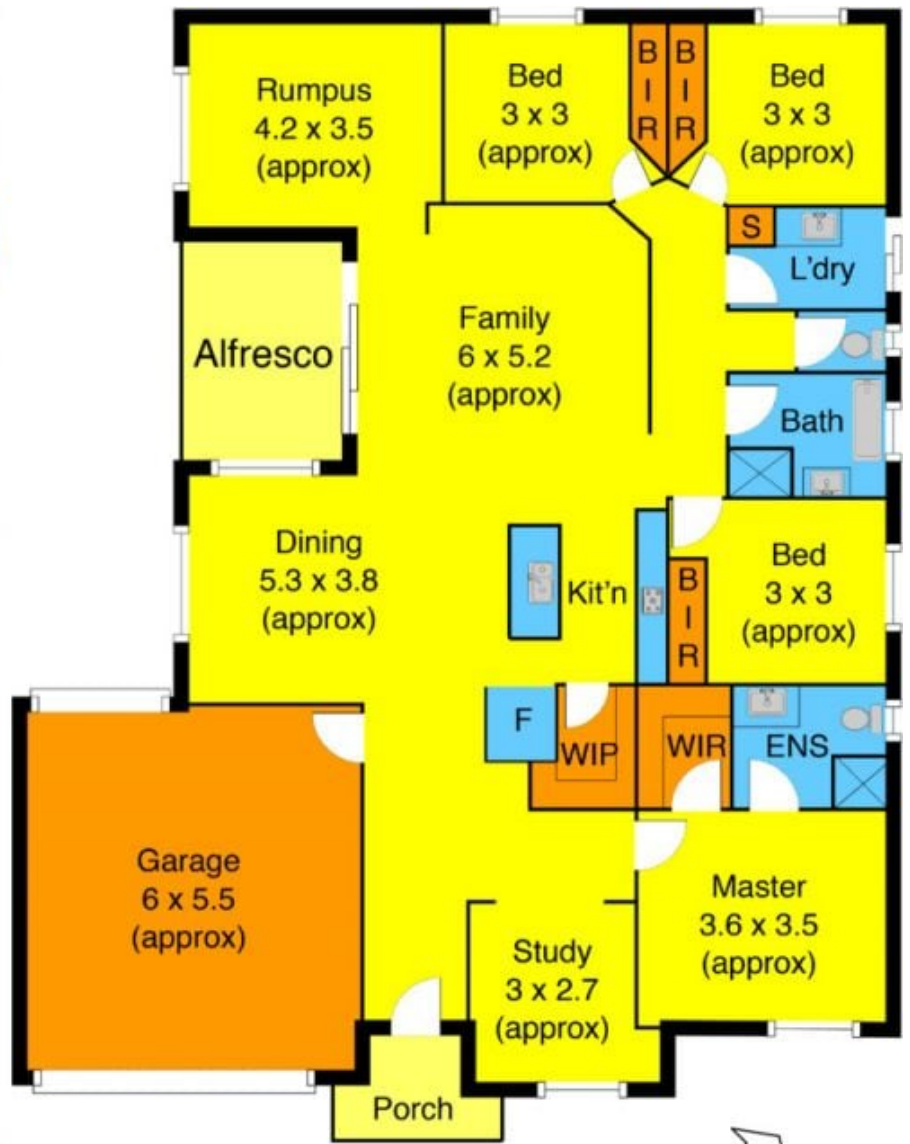 Rumpus
4.2 x 3.5
(approx)
Bed
3 x 3
(approx)
B
I
R
B
I
R
Bed
3 x 3
(approx)
S
L'dry
Alfresco
Family
6 x 5.2
(approx)
Bath
Dining
5.3 x 3.8
(approx)
Kit'n
B
I
R
Bed
3 x 3
(approx)
F
WIP
WIR
ENS
Garage
6 x 5.5
(approx)
Master
3.6 x 3.5
(approx)
Study
3 x 2.7
(approx)
Porch